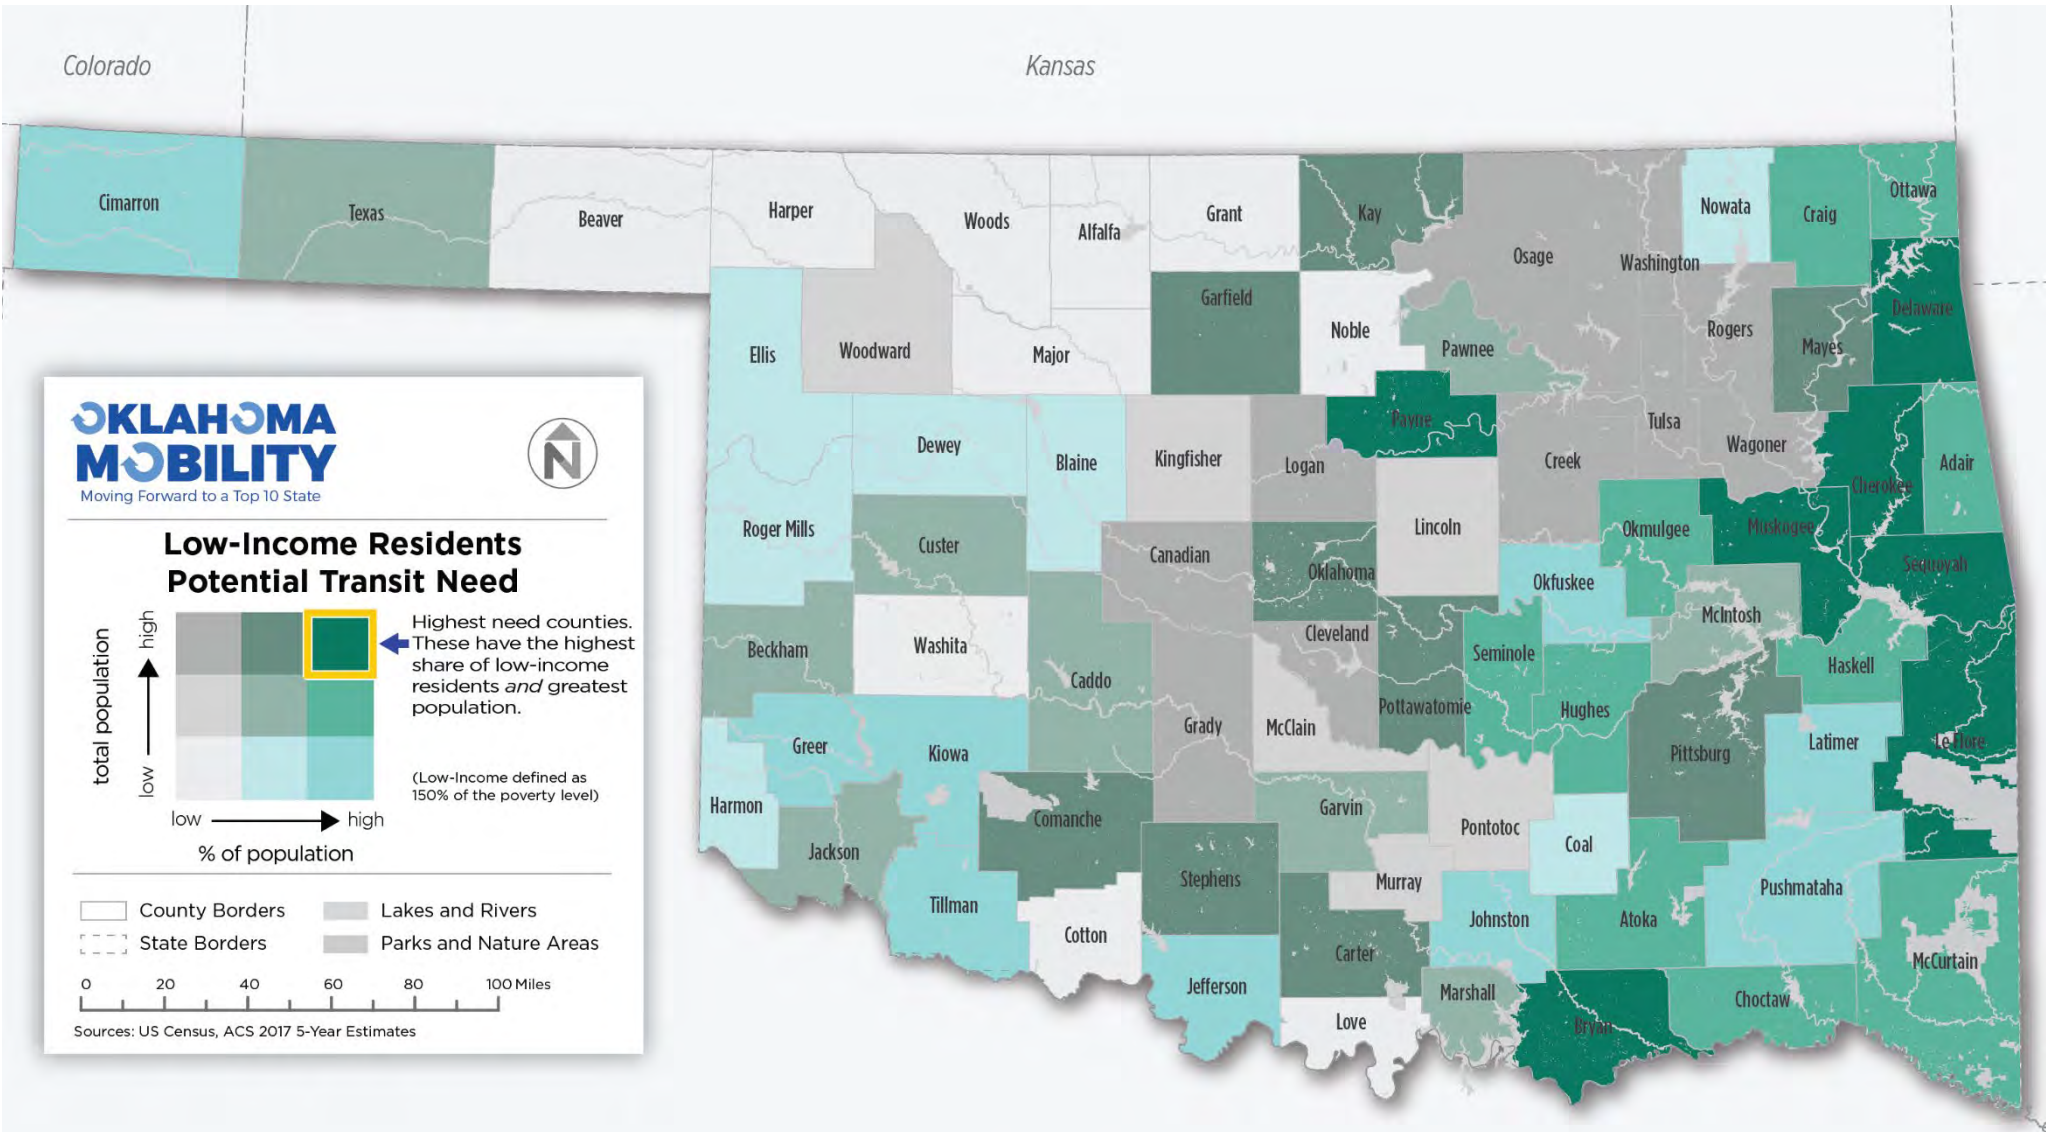 Colorado
Kansas
Cimarron
Texas
Beaver
Harper
Woods
Alfalfa
Grant
Kay
Osage
Washington
Nowata
Craig
Ottawa
Ellis
Woodward
Major
Garfield
Noble
Pawnee
Rogers
Mayes
Delaware
Dewey
Blaine
Kingfisher
Logan
Payne
Creek
Tulsa
Wagoner
Cherokee
Adair
Roger Mills
Custer
Canadian
Oklahoma
Lincoln
Okfuskee
Okmulgee
Muskogee
Sequoyah
Beckham
Washita
Caddo
Grady
Cleveland
McClain
Pottawatomie
Seminole
Hughes
McIntosh
Pittsburg
Haskell
Latimer
Le Flore
Harmon
Greer
Kiowa
Jackson
Comanche
Stephens
Garvin
Murray
Pontotoc
Coal
Tillman
Cotton
Jefferson
Carter
Love
Johnston
Marshall
Atoka
Bryan
Pushmataha
Choctaw
McCurtain
OKLAHOMA
MOBILITY
Moving Forward to a Top 10 State
N
Low-Income Residents
Potential Transit Need
total population
low
high
low
high
% of population
Highest need counties.
These have the highest
share of low-income
residents and greatest
population.
(Low-Income defined as
150% of the poverty level)
County Borders
Lakes and Rivers
State Borders
Parks and Nature Areas
0 20 40 60 80 100 Miles
Sources: US Census, ACS 2017 5-Year Estimates